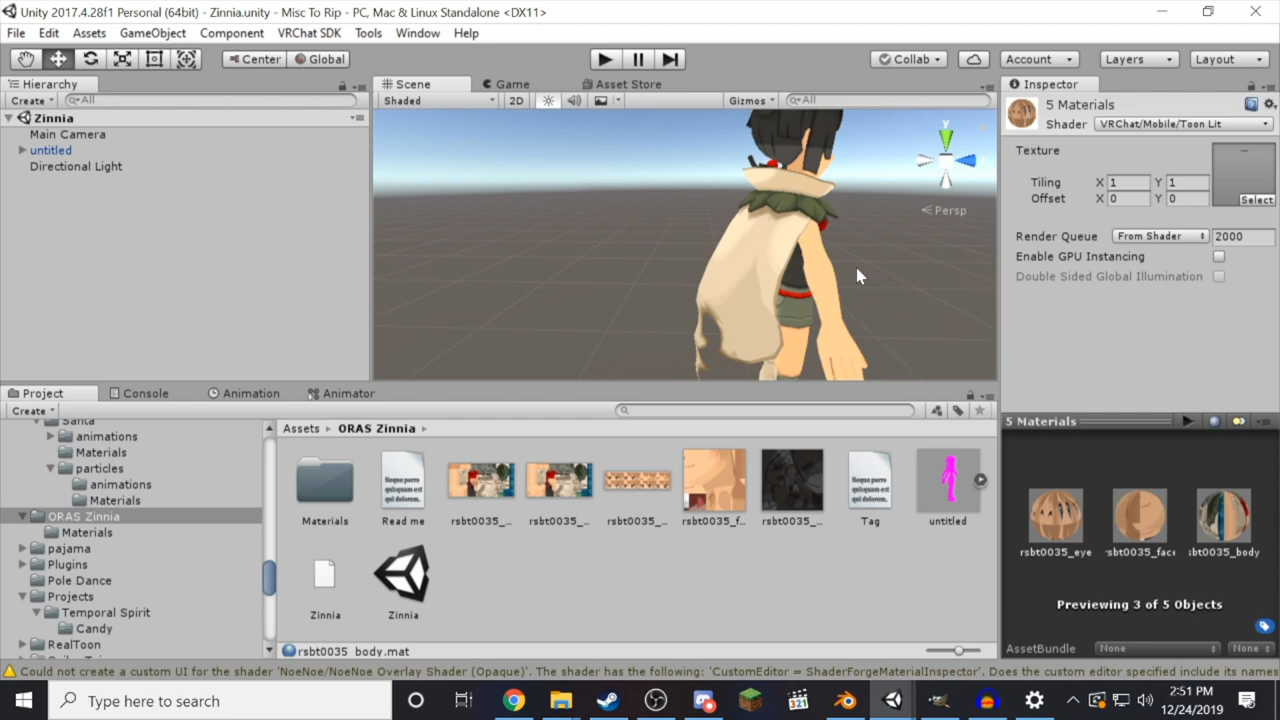 Unity 2017.4.28f1 Personal (64bit) - Zinnia.unity - Misc To Rip - PC, Mac & Linux Standalone <DX11>
File Edit Assets GameObject Component VRChat SDK Tools Window Help
Center Global Collab Account Layers Layout
Hierarchy
Create All
Zinnia
Main Camera
untitled
Directional Light
Scene Game Asset Store
Shaded 2D Gizmos All
y
Persp
Inspector
5 Materials
Shader VRChat/Mobile/Toon Lit
Texture
Tiling X 1 Y 1
Offset X 0 Y 0
Select
Render Queue From Shader 2000
Enable GPU Instancing
Double Sided Global Illumination
Project Console Animation Animator
Create
Santa
animations
Materials
particles
animations
Materials
ORAS Zinnia
Materials
pajama
Plugins
Pole Dance
Projects
Temporal Spirit
Candy
RealToon
Assets ORAS Zinnia
Materials Read me rsbt0035_... rsbt0035_... rsbt0035_... rsbt0035_f... rsbt0035_... Tag untitled
Zinnia Zinnia
rsbt0035_body.mat
5 Materials
rsbt0035_eye rsbt0035_face sbt0035_body
Previewing 3 of 5 Objects
AssetBundle None None
Could not create a custom UI for the shader 'NoeNoe/NoeNoe Overlay Shader (Opaque)'. The shader has the following: 'CustomEditor = ShaderForgeMaterialInspector'. Does the custom editor specified include its names
Type here to search
321
2:51 PM
12/24/2019